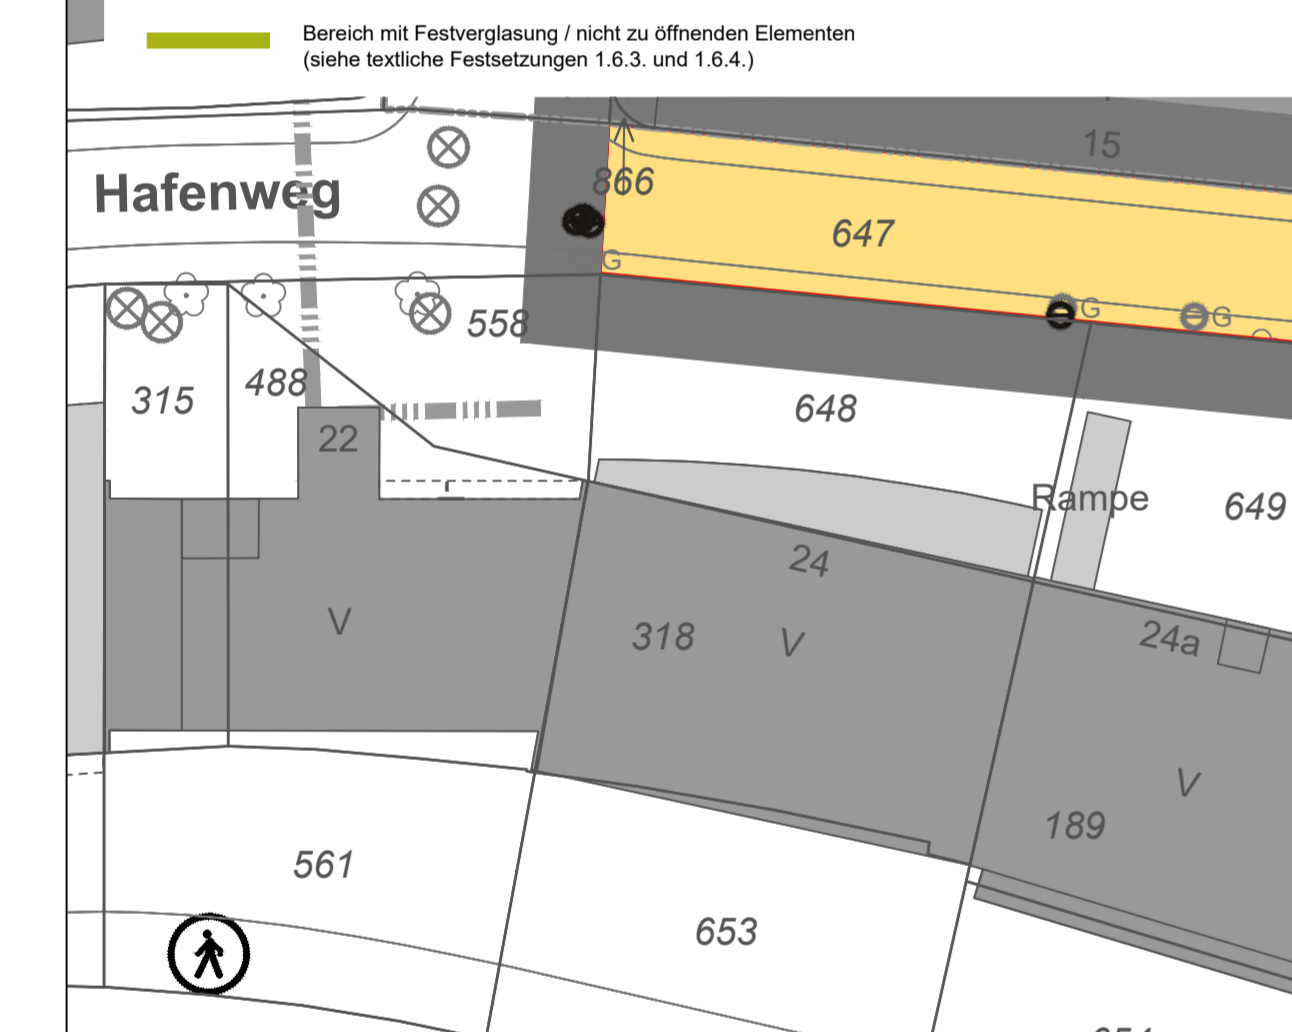 Bereich mit Festverglasung / nicht zu öffnenden Elementen
(siehe textliche Festsetzungen 1.6.3. und 1.6.4.)
15
Hafenweg
866
647
G
G
G
558
315
488
22
648
Rampe
649
24
V
318
V
24a
V
189
561
653